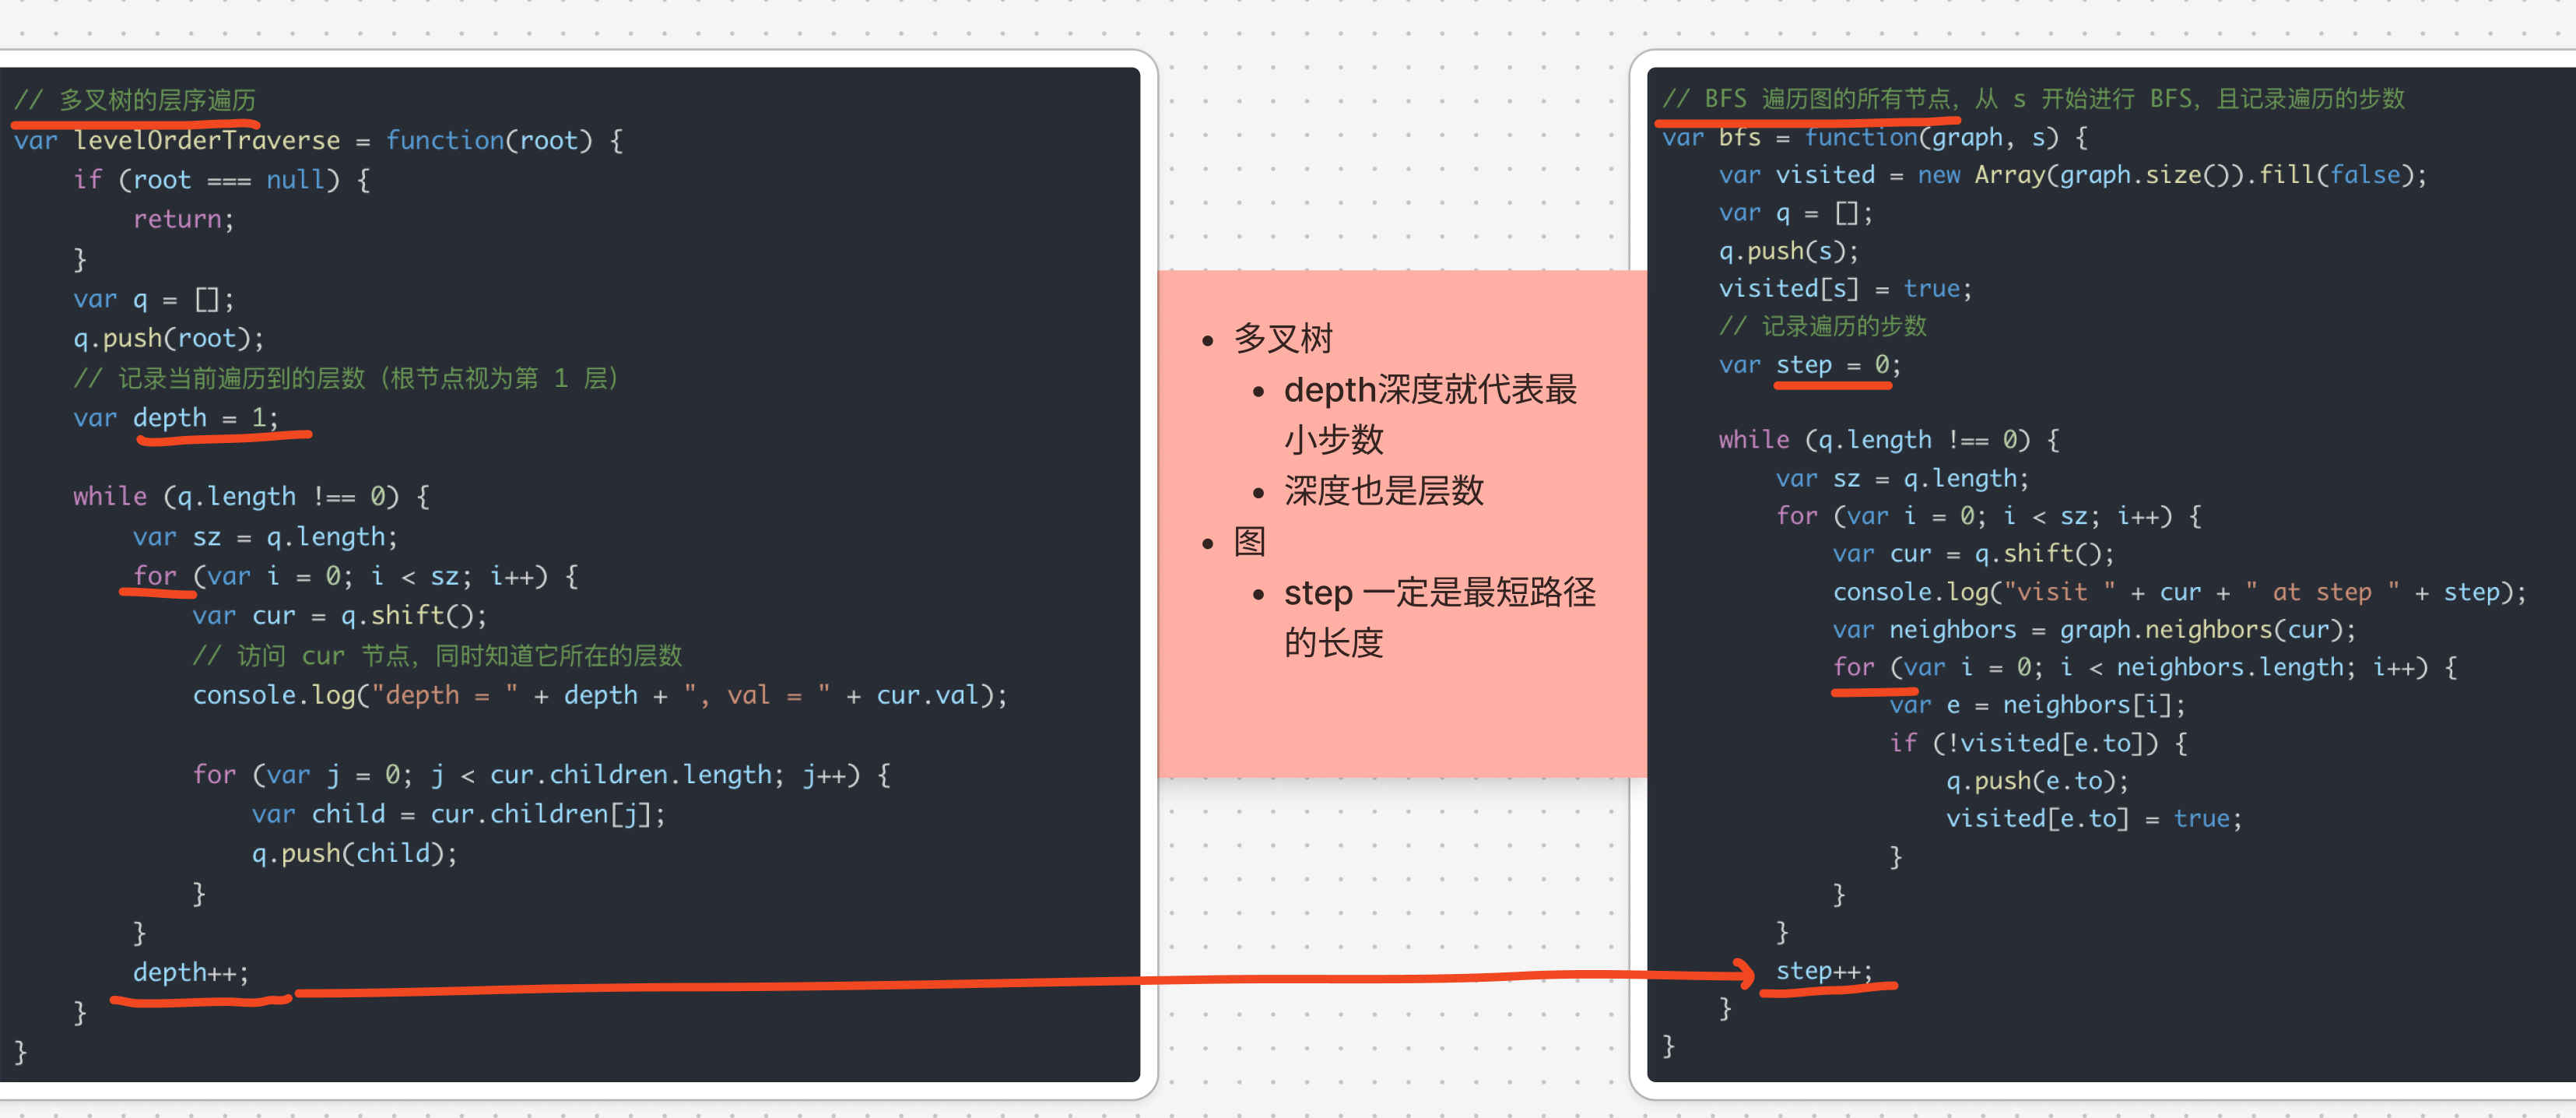 // 多叉树的层序遍历
var levelOrderTraverse = function(root) {
    if (root === null) {
        return;
    }
    var q = [];
    q.push(root);
    // 记录当前遍历到的层数（根节点视为第 1 层）
    var depth = 1;
    while (q.length !== 0) {
        var sz = q.length;
        for (var i = 0; i < sz; i++) {
            var cur = q.shift();
            // 访问 cur 节点，同时知道它所在的层数
            console.log("depth = " + depth + ", val = " + cur.val);
            for (var j = 0; j < cur.children.length; j++) {
                var child = cur.children[j];
                q.push(child);
            }
        }
        depth++;
    }
}
• 多叉树
• depth深度就代表最
小步数
• 深度也是层数
• 图
• step 一定是最短路径
的长度
// BFS 遍历图的所有节点，从 s 开始进行 BFS，且记录遍历的步数
var bfs = function(graph, s) {
    var visited = new Array(graph.size()).fill(false);
    var q = [];
    q.push(s);
    visited[s] = true;
    // 记录遍历的步数
    var step = 0;
    while (q.length !== 0) {
        var sz = q.length;
        for (var i = 0; i < sz; i++) {
            var cur = q.shift();
            console.log("visit " + cur + " at step " + step);
            var neighbors = graph.neighbors(cur);
            for (var i = 0; i < neighbors.length; i++) {
                var e = neighbors[i];
                if (!visited[e.to]) {
                    q.push(e.to);
                    visited[e.to] = true;
                }
            }
        }
        step++;
    }
}